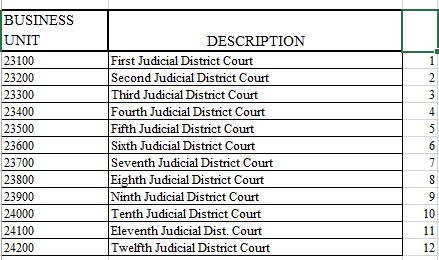 BUSINESS
UNIT DESCRIPTION
23100 First Judicial District Court 1
23200 Second Judicial District Court 2
23300 Third Judicial District Court 3
23400 Fourth Judicial District Court 4
23500 Fifth Judicial District Court 5
23600 Sixth Judicial District Court 6
23700 Seventh Judicial District Court 7
23800 Eighth Judicial District Court 8
23900 Ninth Judicial District Court 9
24000 Tenth Judicial District Court 10
24100 Eleventh Judicial Dist. Court 11
24200 Twelfth Judicial District Court 12